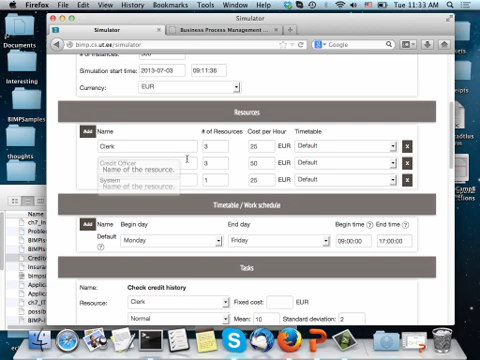 Firefox File Edit View History Bookmarks Tools Window Help
Tue 11:33 AM
Simulator
Simulator
Business Process Management
bimp.cs.ut.ee/simulator
Google
Simulation start time: 2013-07-03 09:11:36
Currency: EUR
Resources
Add Name # of Resources Cost per Hour Timetable
Clerk 3 25 EUR Default X
Credit Officer 3 50 EUR Default X
Name of the resource.
System 1 25 EUR Default X
Name of the resource.
Timetable / Work schedule
Add Name Begin day End day Begin time ? End time ?
Default Monday Friday 09:00:00 17:00:00
?
Tasks
Name: Check credit history
Resource: Clerk Fixed cost: EUR
Normal Mean: 10 Standard deviation: 2
Documents
Interesting
BIMPSamples
thoughts
Name